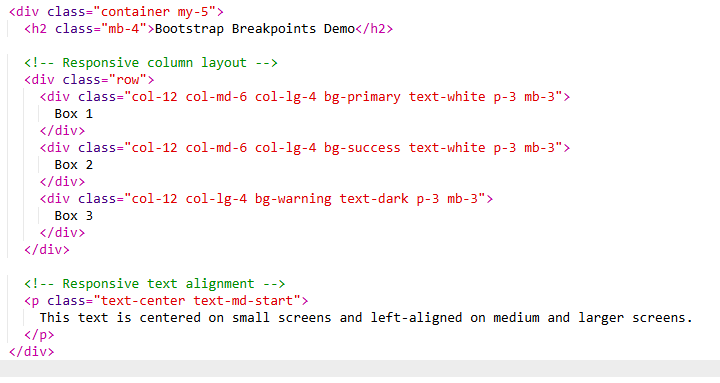 <div class="container my-5">
  <h2 class="mb-4">Bootstrap Breakpoints Demo</h2>

  <!-- Responsive column layout -->
  <div class="row">
    <div class="col-12 col-md-6 col-lg-4 bg-primary text-white p-3 mb-3">
      Box 1
    </div>
    <div class="col-12 col-md-6 col-lg-4 bg-success text-white p-3 mb-3">
      Box 2
    </div>
    <div class="col-12 col-lg-4 bg-warning text-dark p-3 mb-3">
      Box 3
    </div>
  </div>

  <!-- Responsive text alignment -->
  <p class="text-center text-md-start">
    This text is centered on small screens and left-aligned on medium and larger screens.
  </p>
</div>